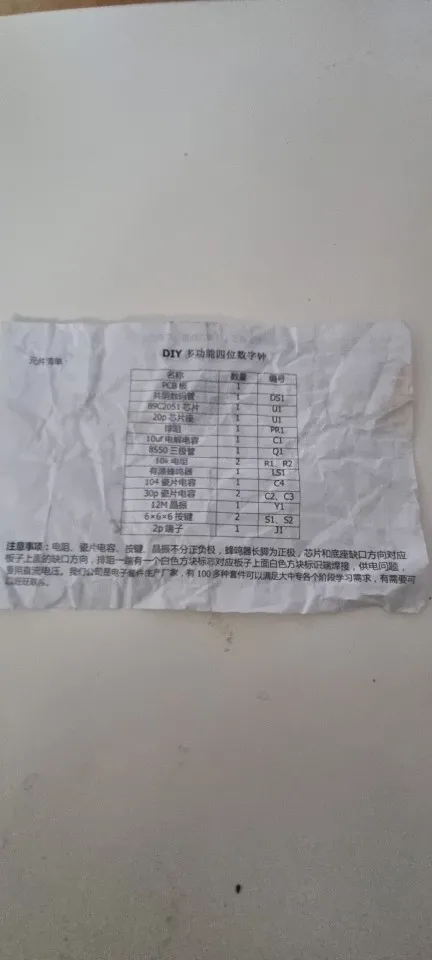 DIY 多功能四位数字钟
元件清单
名称 数量 编号
PCB 板 1
共阴数码管 1 DS1
89C2051 芯片 1 U1
20p 芯片座 1 U1
排阻 1 PR1
10uf 电解电容 1 C1
8550 三极管 1 Q1
10k 电阻 2 R1、R2
有源蜂鸣器 1 LS1
104 瓷片电容 1 C4
30p 瓷片电容 2 C2、C3
12M 晶振 1 Y1
6×6×6 按键 2 S1、S2
2p 端子 1 J1
注意事项：电阻、瓷片电容、按键、晶振不分正负极，蜂鸣器长脚为正极，芯片和底座缺口方向对应
板子上面的缺口方向，排阻一端有一个白色方块标志对应板子上面白色方块标识端焊接，供电问题，
直流电压。我们公司是电子套件生产厂家，有 100 多种套件可以满足大中专各个阶段学习需求，有需要可